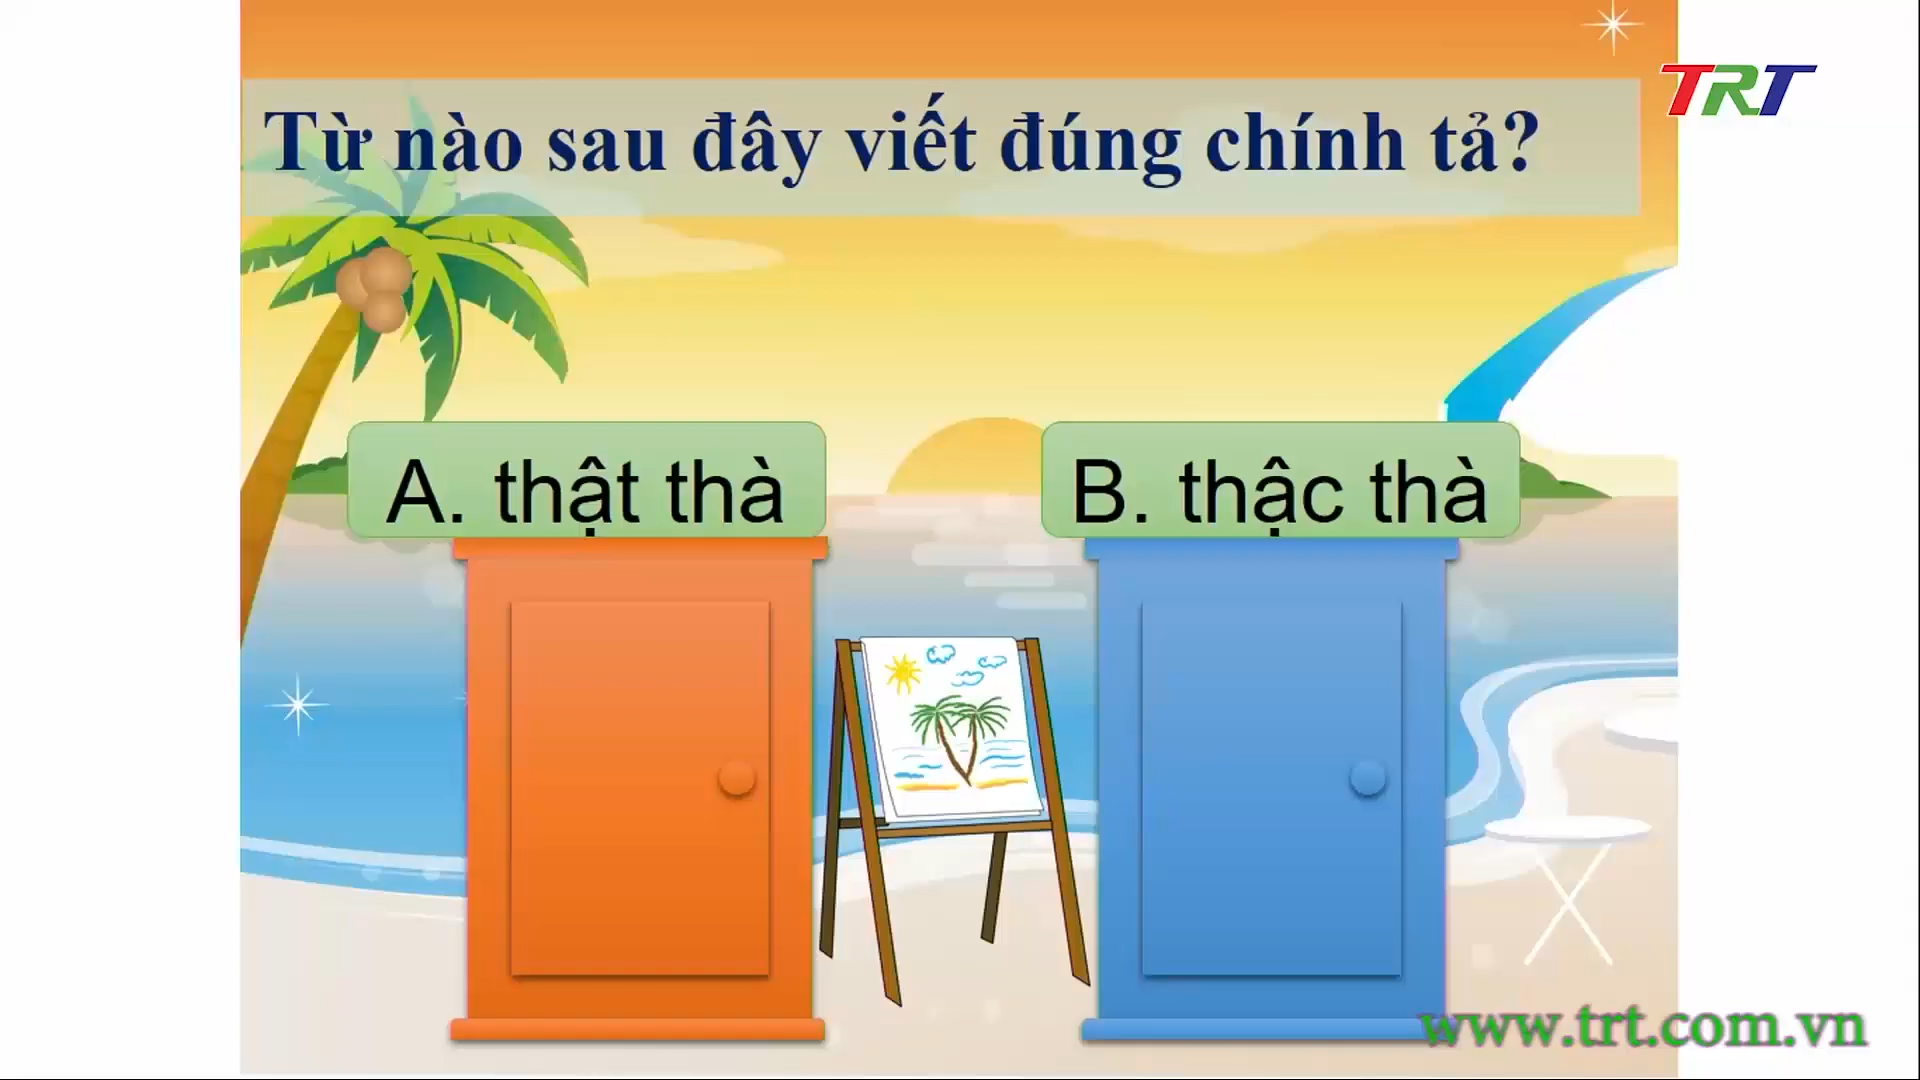 TRT
Từ nào sau đây viết đúng chính tả?
A. thật thà
B. thậc thà
www.trt.com.vn